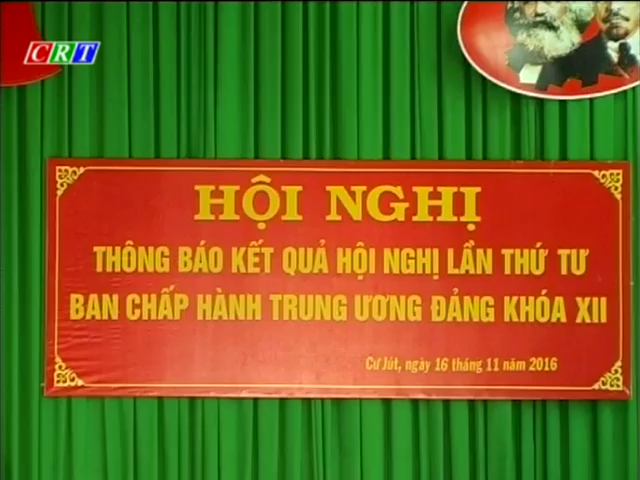 CRT
HỘI NGHỊ
THÔNG BÁO KẾT QUẢ HỘI NGHỊ LẦN THỨ TƯ
BAN CHẤP HÀNH TRUNG ƯƠNG ĐẢNG KHÓA XII
Cư Jút, ngày 16 tháng 11 năm 2016